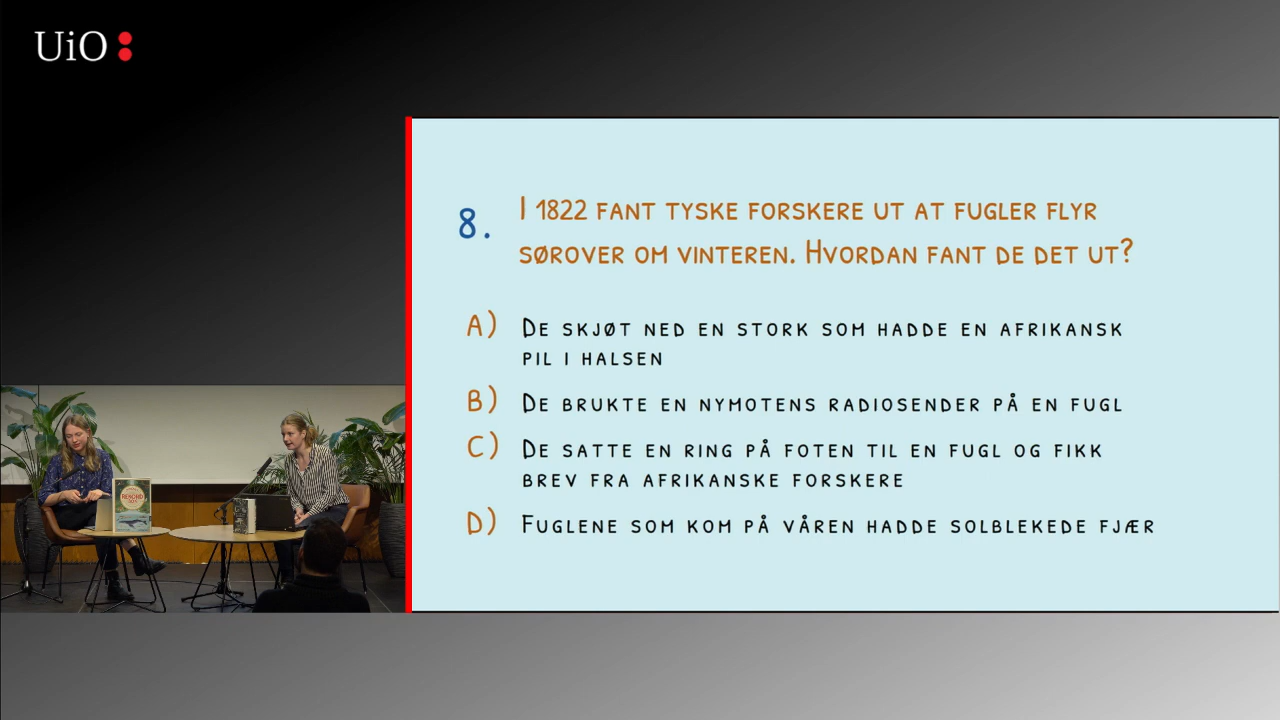 UiO
8.
I 1822 FANT TYSKE FORSKERE UT AT FUGLER FLYR
SØROVER OM VINTEREN. HVORDAN FANT DE DET UT?
A) DE SKJØT NED EN STORK SOM HADDE EN AFRIKANSK
PIL I HALSEN
B) DE BRUKTE EN NYMOTENS RADIOSENDER PÅ EN FUGL
C) DE SATTE EN RING PÅ FOTEN TIL EN FUGL OG FIKK
BREV FRA AFRIKANSKE FORSKERE
D) FUGLENE SOM KOM PÅ VÅREN HADDE SOLBLEKEDE FJÆR
REKORD